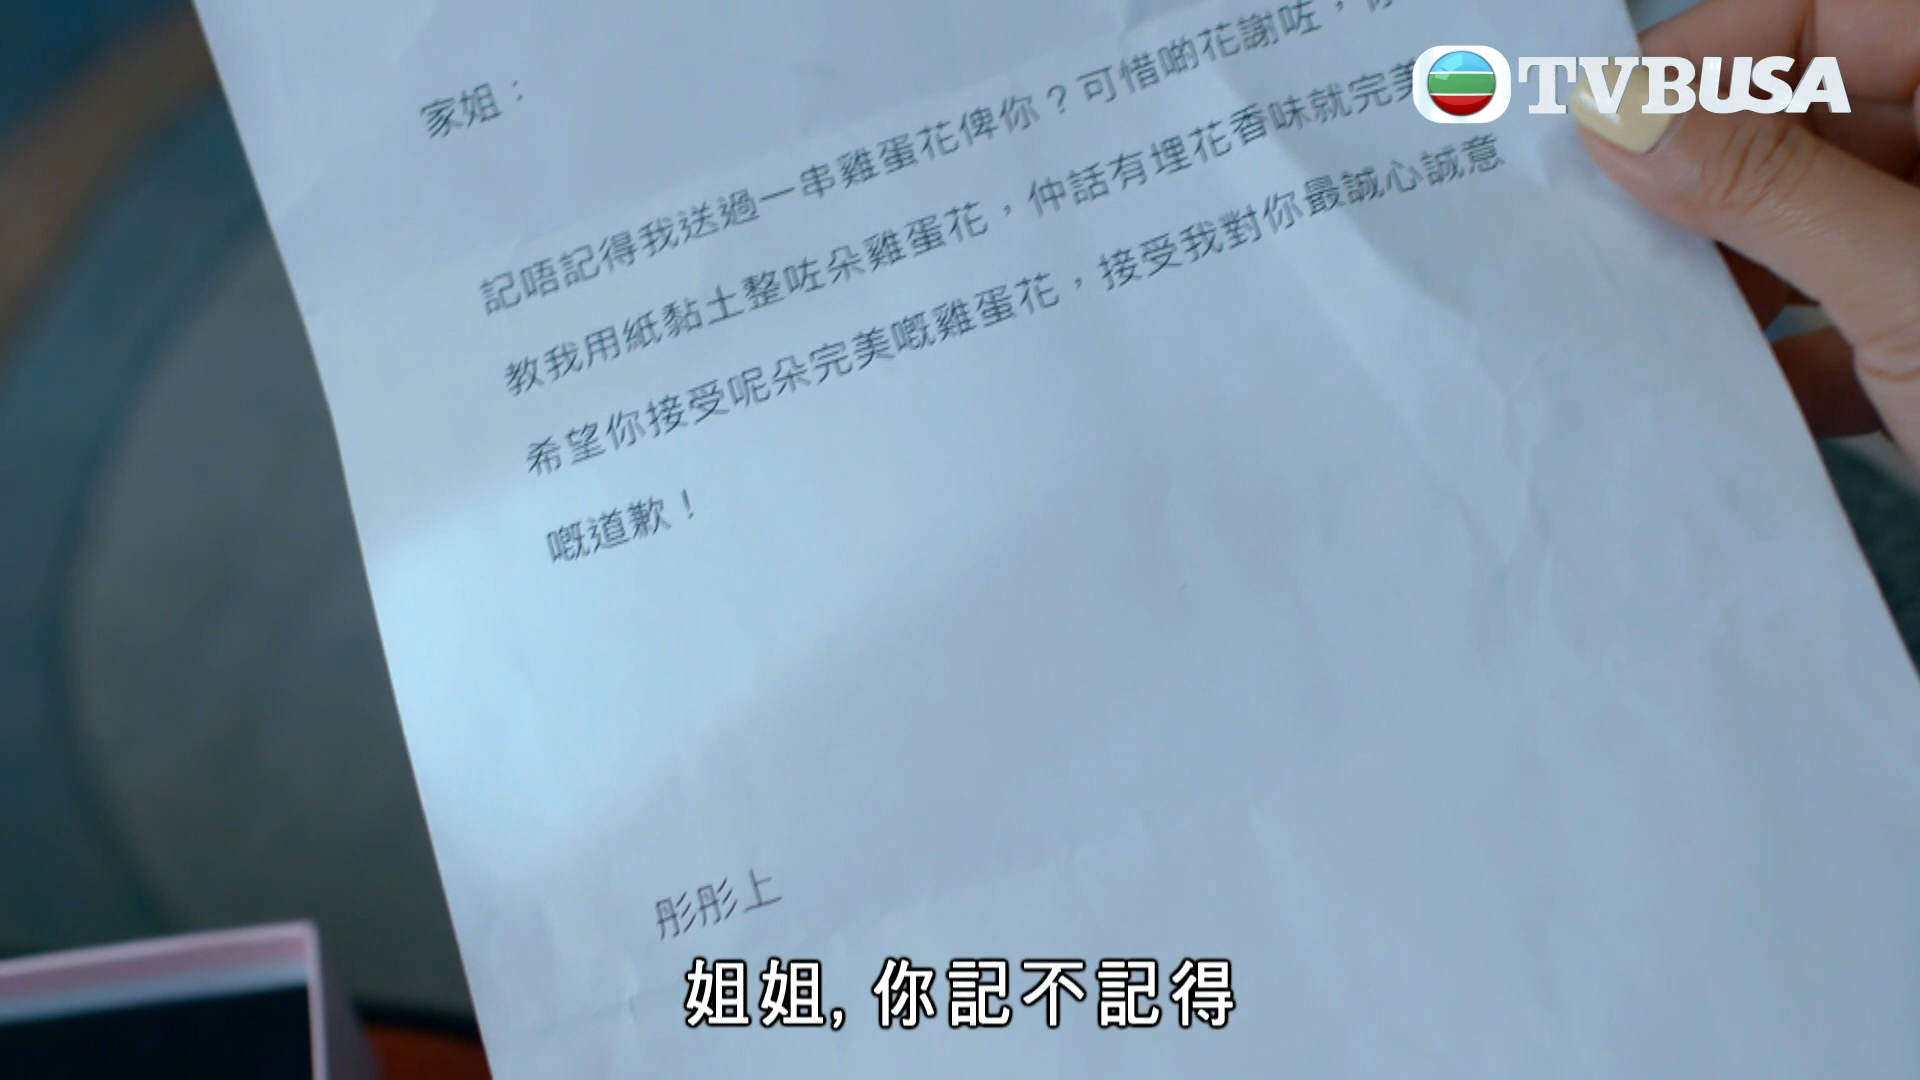 TVBUSA
家姐：
記唔記得我送過一串雞蛋花俾你？可惜啲花謝咗，
教我用紙黏土整咗朵雞蛋花，仲話有埋花香味就完美
希望你接受呢朵完美嘅雞蛋花，接受我對你最誠心誠意
嘅道歉！
彤彤上
姐姐, 你記不記得